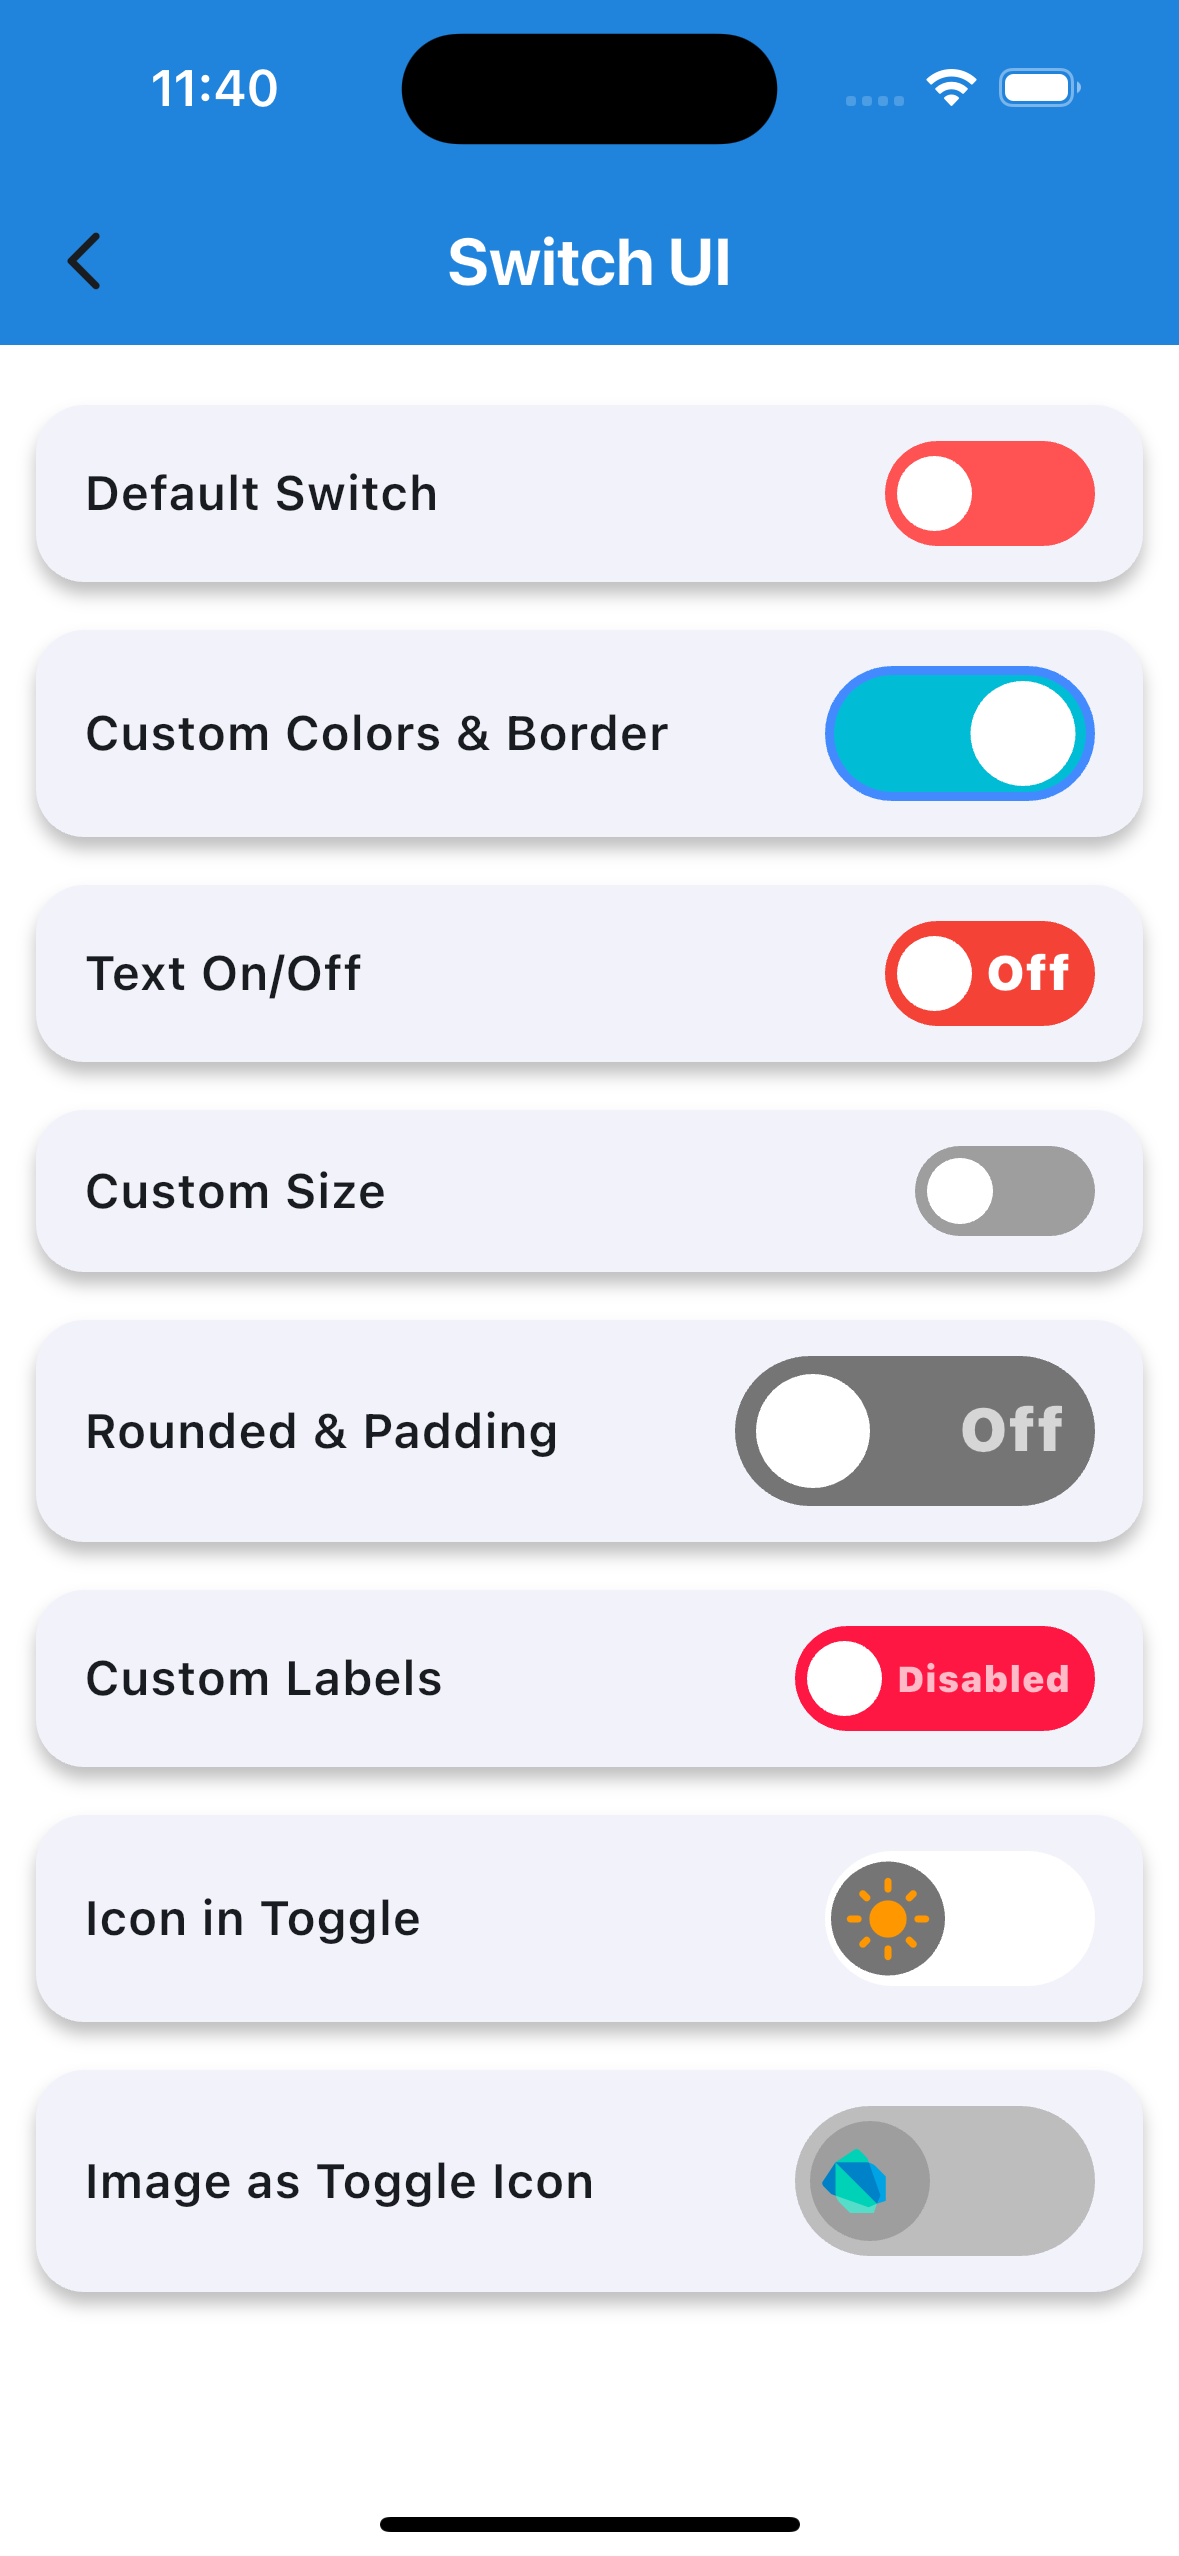 11:40
Switch UI
Default Switch
Custom Colors & Border
Text On/Off
Off
Custom Size
Rounded & Padding
Off
Custom Labels
Disabled
Icon in Toggle
Image as Toggle Icon